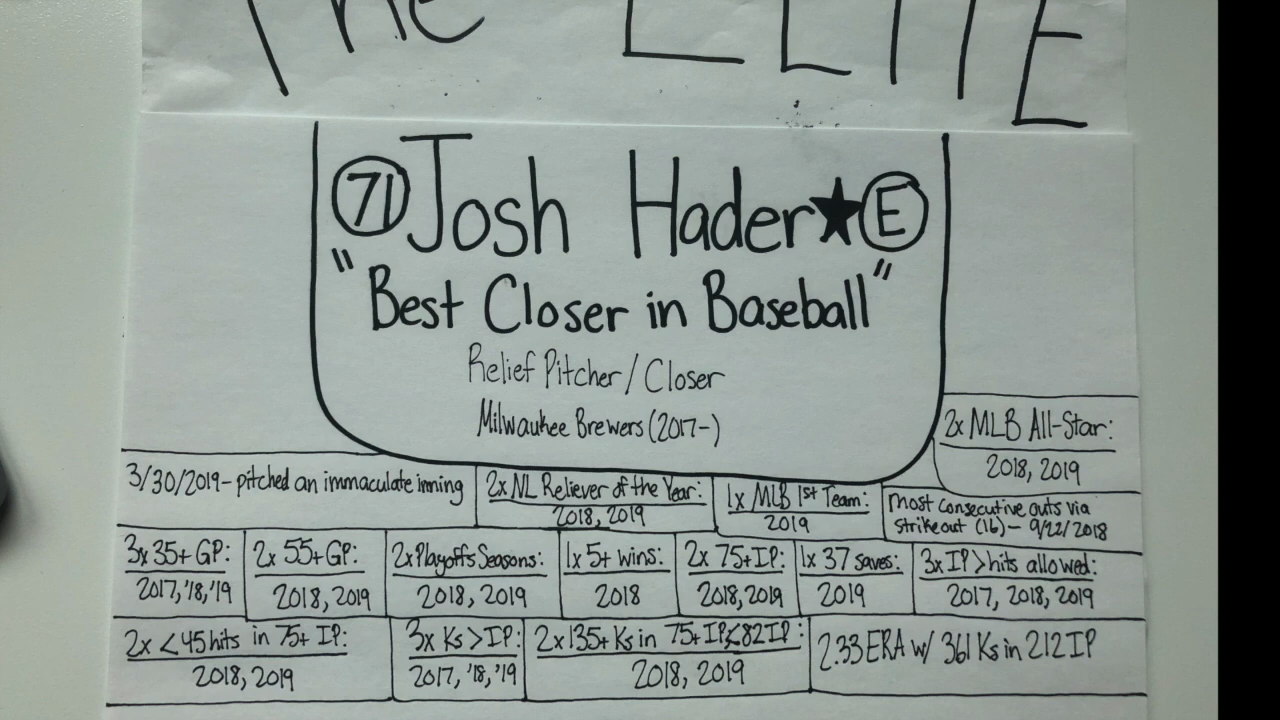 The ELITE
71 Josh Hader ★ E
"Best Closer in Baseball"
Relief Pitcher / Closer
Milwaukee Brewers (2017-)
2x MLB All-Star:
2018, 2019
3/30/2019- pitched an immaculate inning
2x NL Reliever of the Year:
2018, 2019
1x MLB 1st Team:
2019
most consecutive outs via
strikeout (16)- 9/22/2018
3x 35+ GP:
2017, '18, '19
2x 55+ GP:
2018, 2019
2x Playoffs Seasons:
2018, 2019
1x 5+ wins:
2018
2x 75+ IP:
2018, 2019
1x 37 saves:
2019
3x IP > hits allowed:
2017, 2018, 2019
2x < 45 hits in 75+ IP:
2018, 2019
3x Ks > IP:
2017, '18, '19
2x 135+ Ks in 75+ IP < 82 IP:
2018, 2019
2.33 ERA w/ 361 Ks in 212 IP